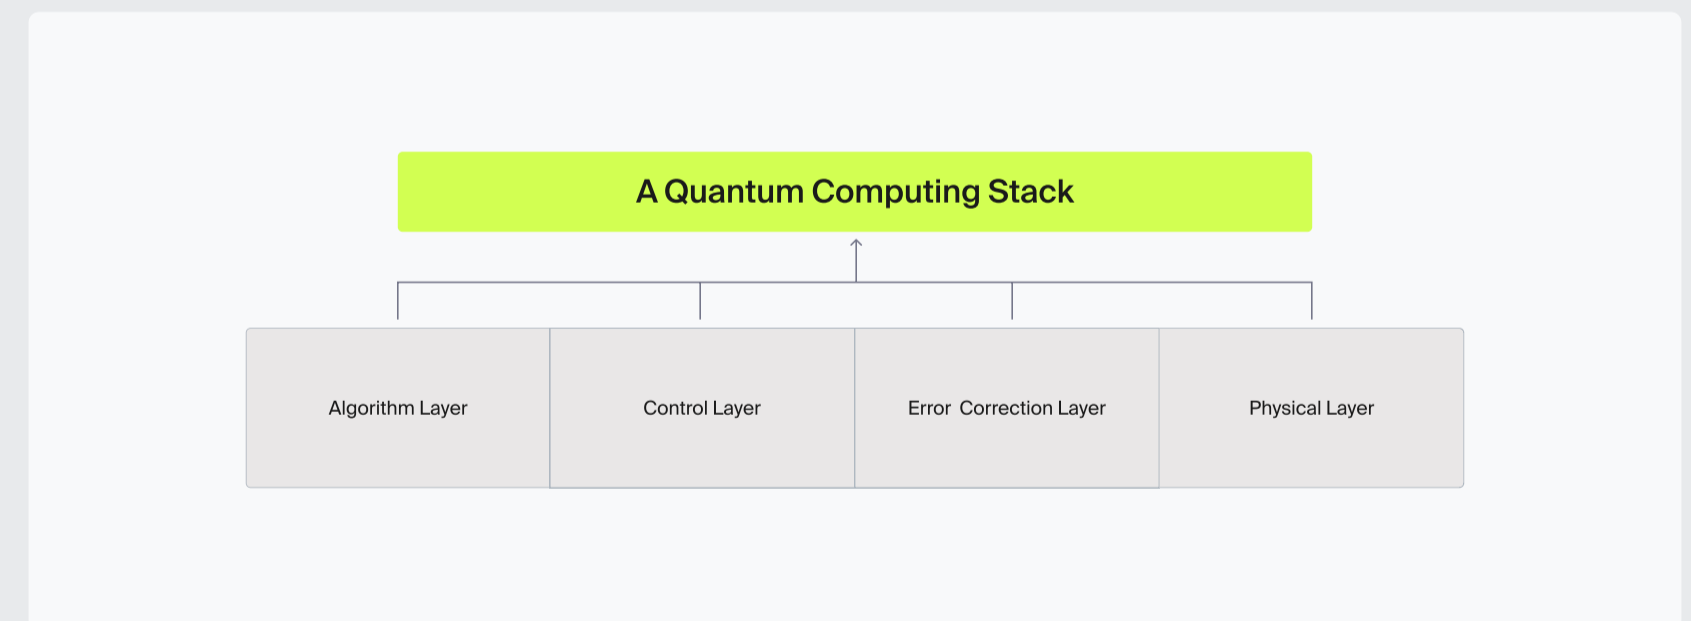 A Quantum Computing Stack
Algorithm Layer
Control Layer
Error  Correction Layer
Physical Layer